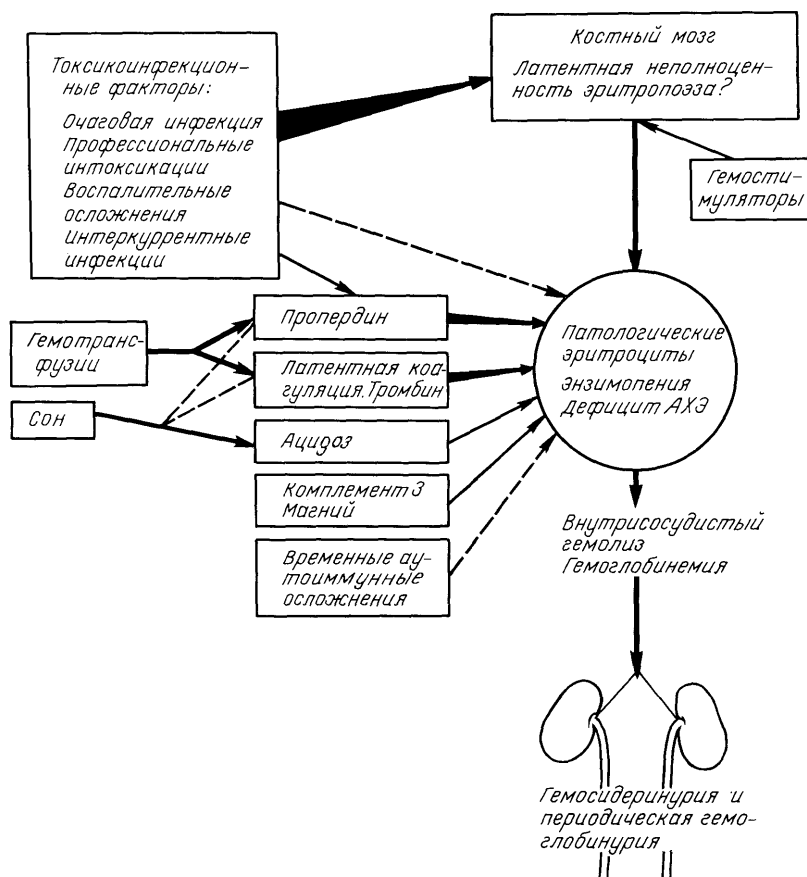 Токсикоинфекцион-
ные факторы:
Очаговая инфекция
Профессиональные
интоксикации
Воспалительные
осложнения
Интеркуррентные
инфекции
Костный мозг
Латентная неполноцен-
ность эритропоэза?
Гемости-
муляторы
Гемотранс-
фузии
Сон
Пропердин
Латентная коа-
гуляция. Тромбин
Ацидоз
Комплемент 3
Магний
Временные ау-
тоиммунные
осложнения
Патологические
эритроциты
Энзимопения
Дефицит АХЭ
Внутрисосудистый
гемолиз
Гемоглобинемия
Гемосидеринурия и
периодическая гемо-
глобинурия